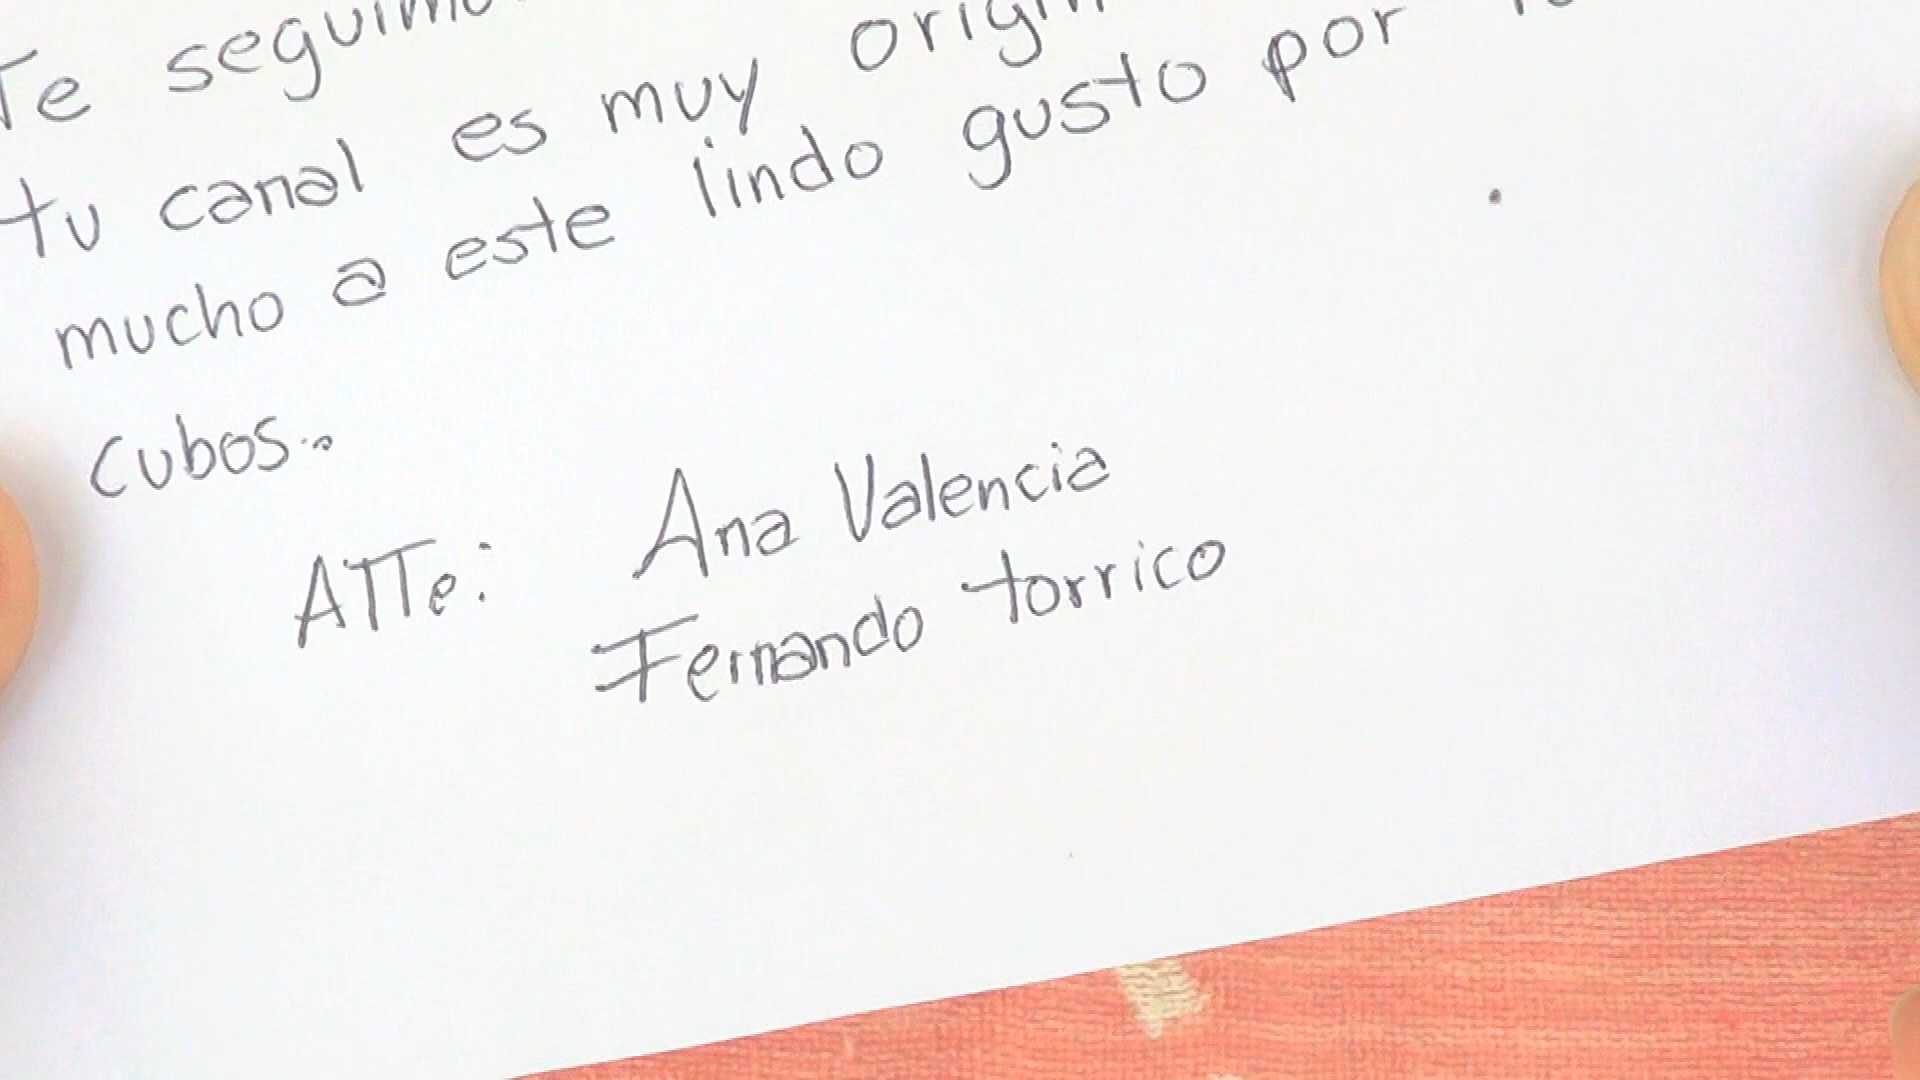 Te
tu canal es muy
mucho a este lindo gusto por
cubos..
ATTe: Ana Valencia
Fernando torrico